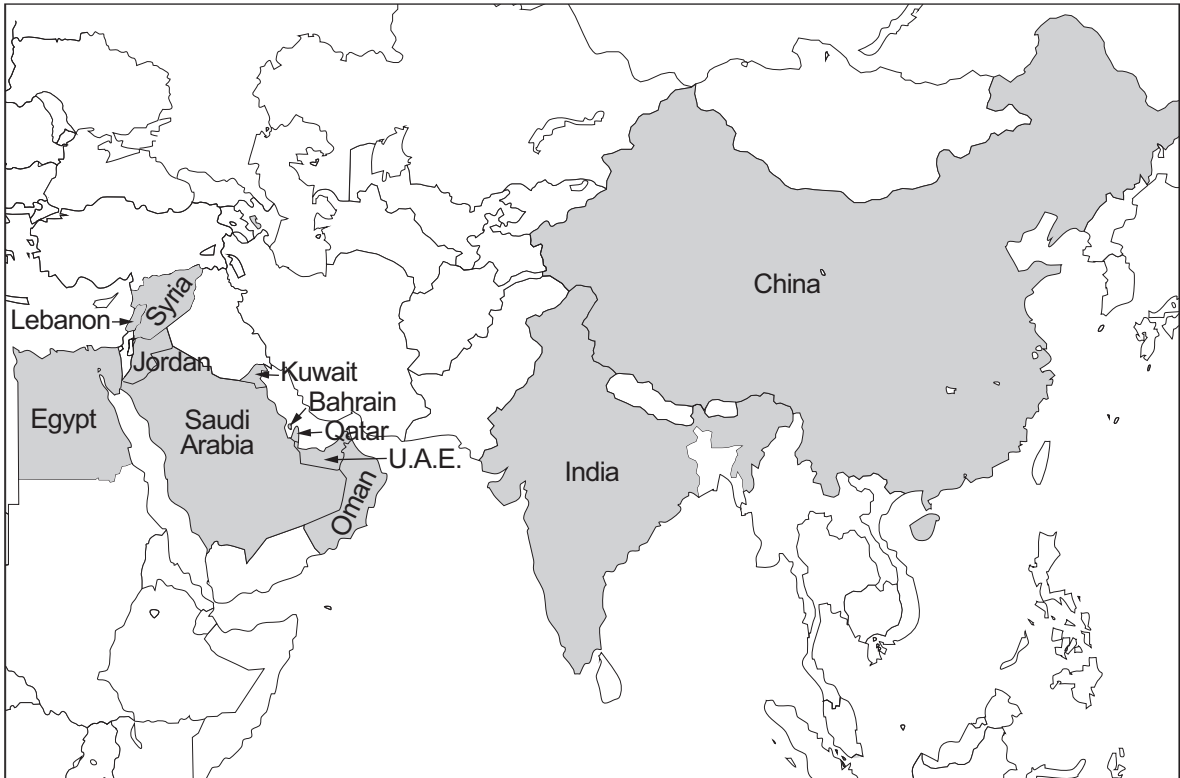 China
Syria
Lebanon
Jordan
Kuwait
Bahrain
Egypt
Saudi
Arabia
Qatar
U.A.E.
India
Oman